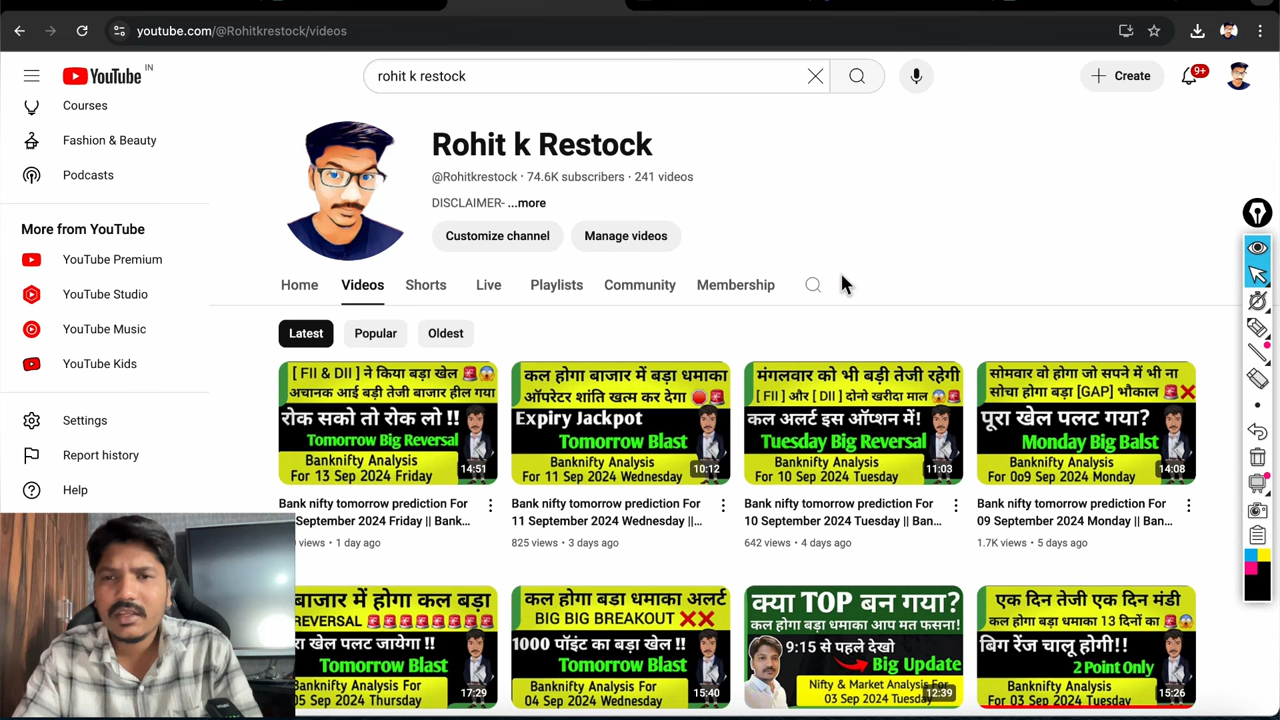 youtube.com/@Rohitkrestock/videos
YouTube IN
rohit k restock
Create
9+
Courses
Fashion & Beauty
Podcasts
More from YouTube
YouTube Premium
YouTube Studio
YouTube Music
YouTube Kids
Settings
Report history
Help
Rohit k Restock
@Rohitkrestock · 74.6K subscribers · 241 videos
DISCLAIMER- ...more
Customize channel
Manage videos
Home Videos Shorts Live Playlists Community Membership
Latest Popular Oldest
[ FII & DII ] ने किया बड़ा खेल
अचानक आई बड़ी तेजी बाजार हील गया
रोक सको तो रोक लो !!
Tomorrow Big Reversal
Banknifty Analysis
For 13 Sep 2024 Friday
14:51
Bank nifty tomorrow prediction For
September 2024 Friday || Bank...
views • 1 day ago
कल होगा बाजार में बड़ा धमाका
ऑपरेटर शांति खत्म कर देगा
Expiry Jackpot
Tomorrow Blast
Banknifty Analysis
For 11 Sep 2024 Wednesday
10:12
Bank nifty tomorrow prediction For
11 September 2024 Wednesday ||...
825 views • 3 days ago
मंगलवार को भी बड़ी तेजी रहेगी
[ FII ] और [ DII ] दोनो खरीदा माल
कल अलर्ट इस ऑप्शन में!
Tuesday Big Reversal
Banknifty Analysis
For 10 Sep 2024 Tuesday
11:03
Bank nifty tomorrow prediction For
10 September 2024 Tuesday || Ban...
642 views • 4 days ago
सोमवार वो होगा जो सपने में भी ना
सोचा होगा बड़ा [GAP] भौकाल
पूरा खेल पलट गया?
Monday Big Balst
Banknifty Analysis
For 0o9 Sep 2024 Monday
14:08
Bank nifty tomorrow prediction For
09 September 2024 Monday || Ban...
1.7K views • 5 days ago
बाजार में होगा कल बड़ा
REVERSAL
खेल पलट जायेगा !!
Tomorrow Blast
Banknifty Analysis For
05 Sep 2024 Thursday
17:29
कल होगा बडा धमाका अलर्ट
BIG BIG BREAKOUT
1000 पॉइंट का बड़ा खेल !!
Tomorrow Blast
Banknifty Analysis For
04 Sep 2024 Wednesday
15:40
क्या TOP बन गया?
कल होगा बड़ा धमाका आप मत फसना!
9:15 से पहले देखो
Big Update
Nifty & Market Analysis For
03 Sep 2024 Tuesday
12:39
एक दिन तेजी एक दिन मंडी
कल होगा बड़ा धमाका 13 दिनों का
बिग रेंज चालू होगी!!
2 Point Only
Banknifty Analysis
For 03 Sep 2024 Tuesday
15:26